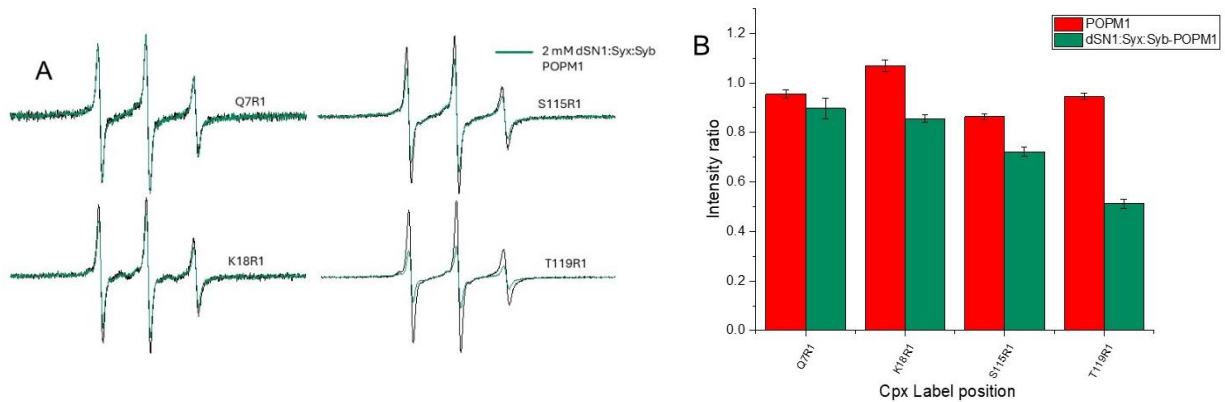 A
2 mM dSN1:Syx:Syb
POPM1
Q7R1
S115R1
K18R1
T119R1
B
POPM1
dSN1:Syx:Syb-POPM1
Intensity ratio
1.2
1.0
0.8
0.6
0.4
0.2
0.0
Q7R1
K18R1
S115R1
T119R1
Cpx Label position